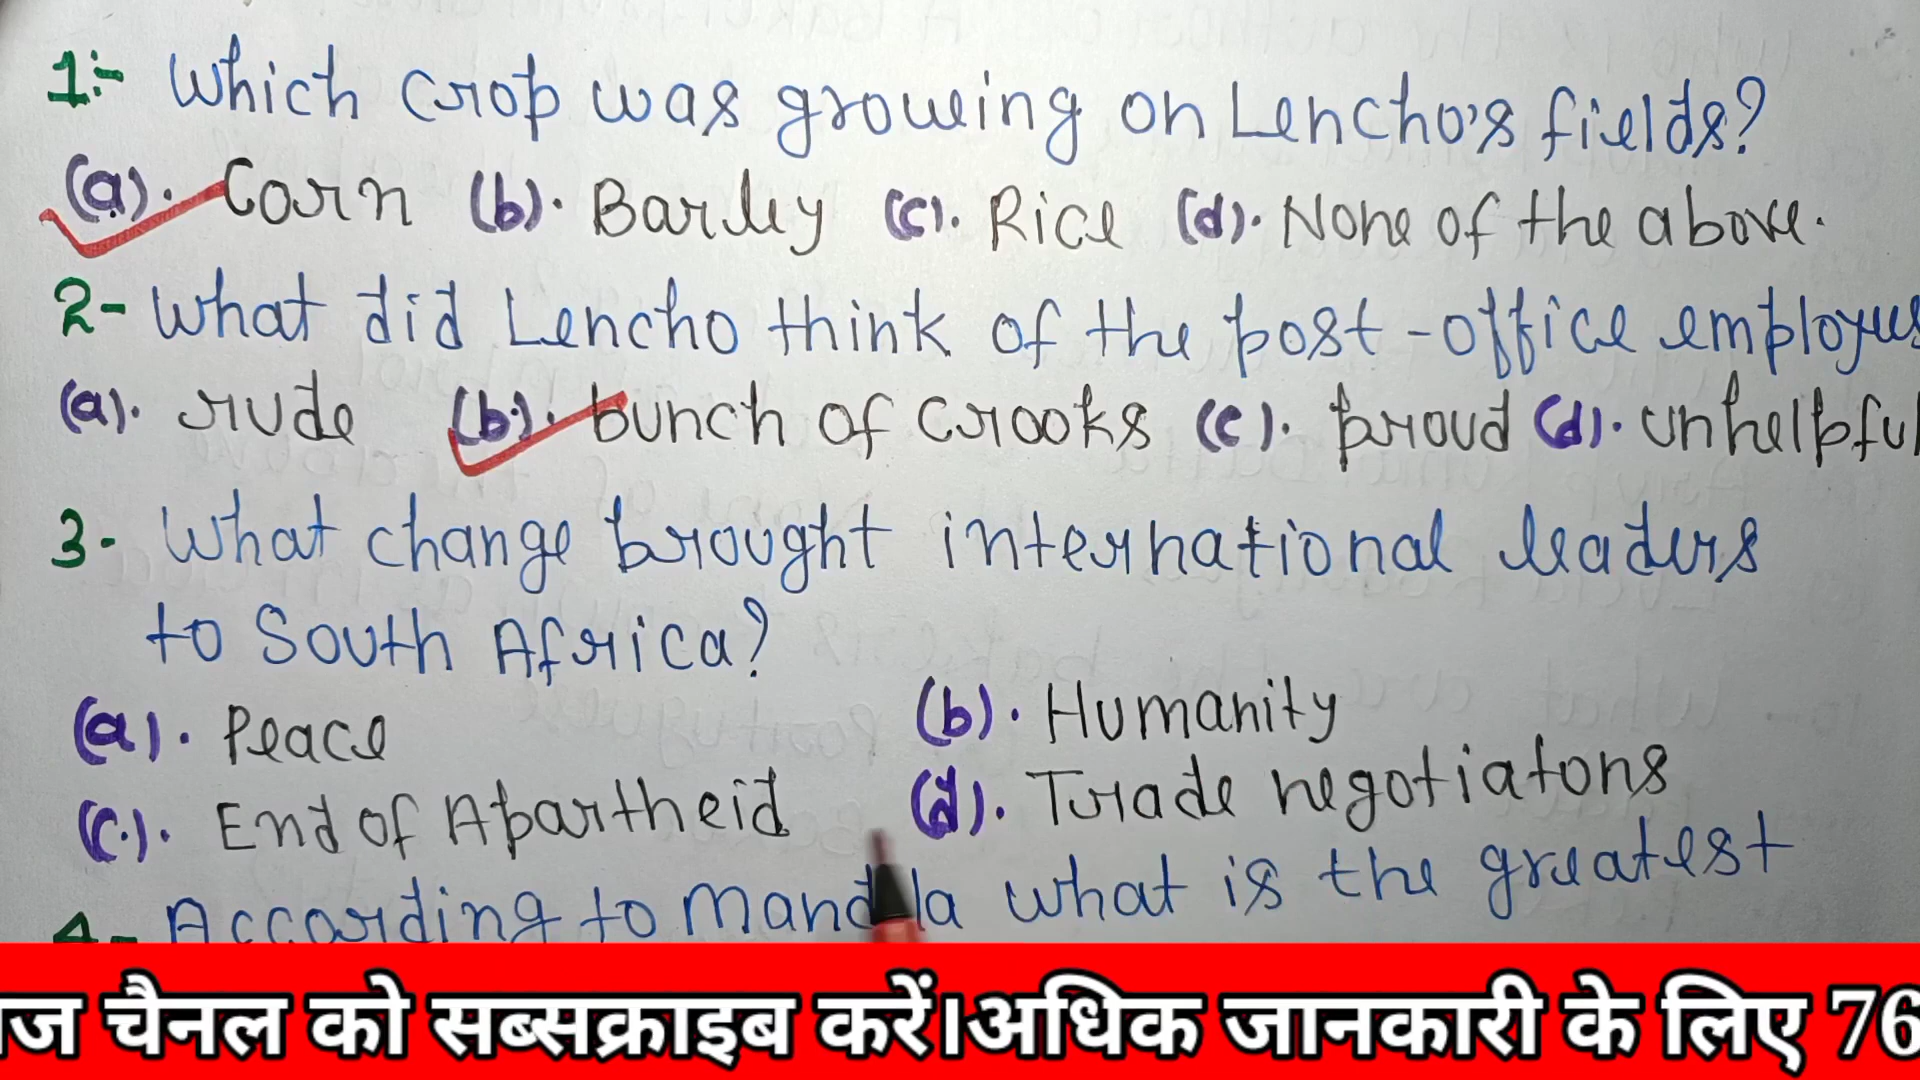 1:- Which crop was growing on Lencho's fields?
(a). Corn (b). Barley (c). Rice (d). None of the above.
2- What did Lencho think of the post-office employees
(a). rude (b). bunch of crooks (c). proud (d). unhelpful
3- What change brought international leaders
to South Africa?
(a). Peace (b). Humanity
(c.). End of Apartheid (d). Trade negotiatons
4- According to Mandela what is the greatest
चैनल को सब्सक्राइब करें।अधिक जानकारी के लिए 76